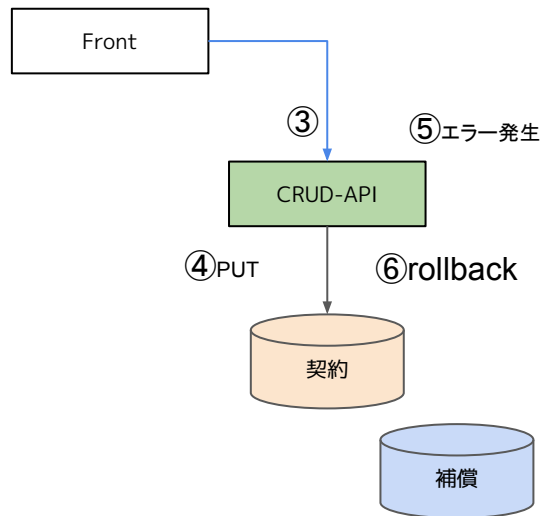 Front
③
⑤エラー発生
CRUD-API
④PUT
⑥rollback
契約
補償